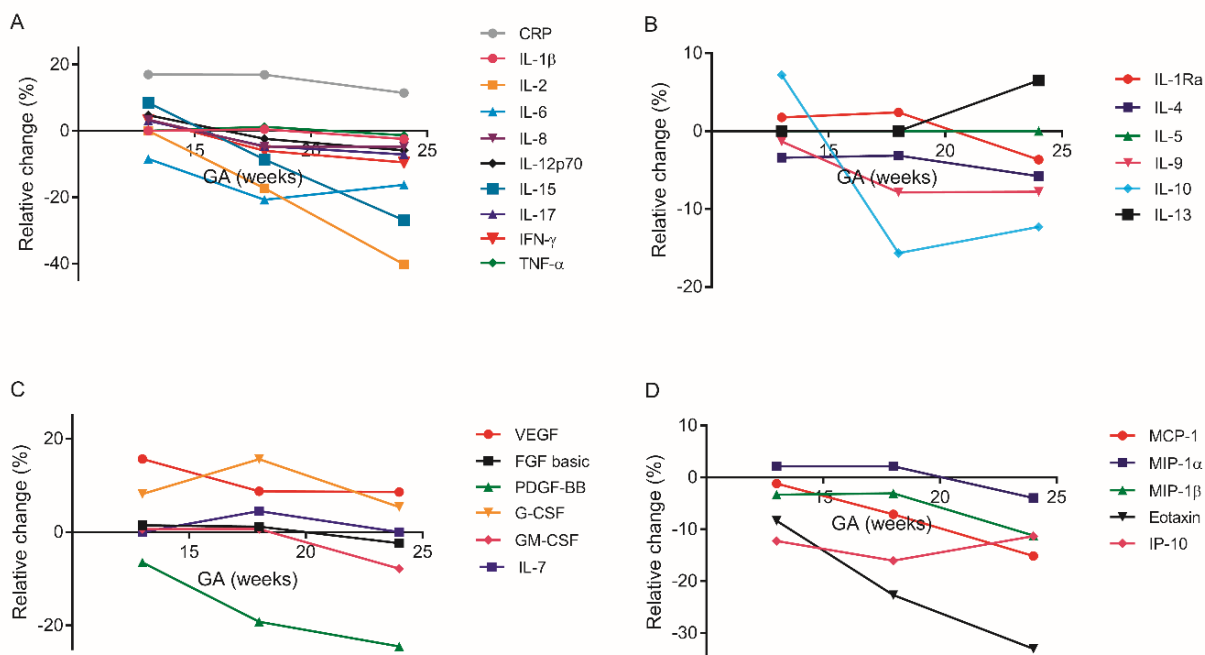 A
Relative change (%)
20
0
-20
-40
15
20
25
GA (weeks)
CRP
IL-1β
IL-2
IL-6
IL-8
IL-12p70
IL-15
IL-17
IFN-γ
TNF-α
B
Relative change (%)
10
0
-10
-20
15
20
25
GA (weeks)
IL-1Ra
IL-4
IL-5
IL-9
IL-10
IL-13
C
Relative change (%)
20
0
-20
15
20
25
GA (weeks)
VEGF
FGF basic
PDGF-BB
G-CSF
GM-CSF
IL-7
D
Relative change (%)
10
0
-10
-20
-30
15
20
25
GA (weeks)
MCP-1
MIP-1α
MIP-1β
Eotaxin
IP-10